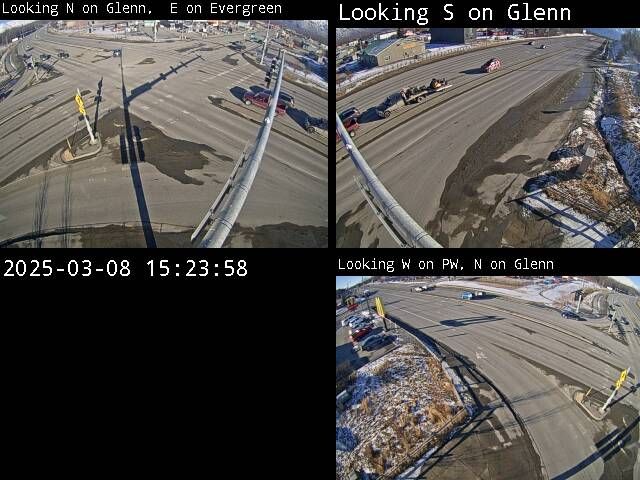 Looking N on Glenn,  E on Evergreen
Looking S on Glenn
2025-03-08 15:23:58
Looking W on PW, N on Glenn